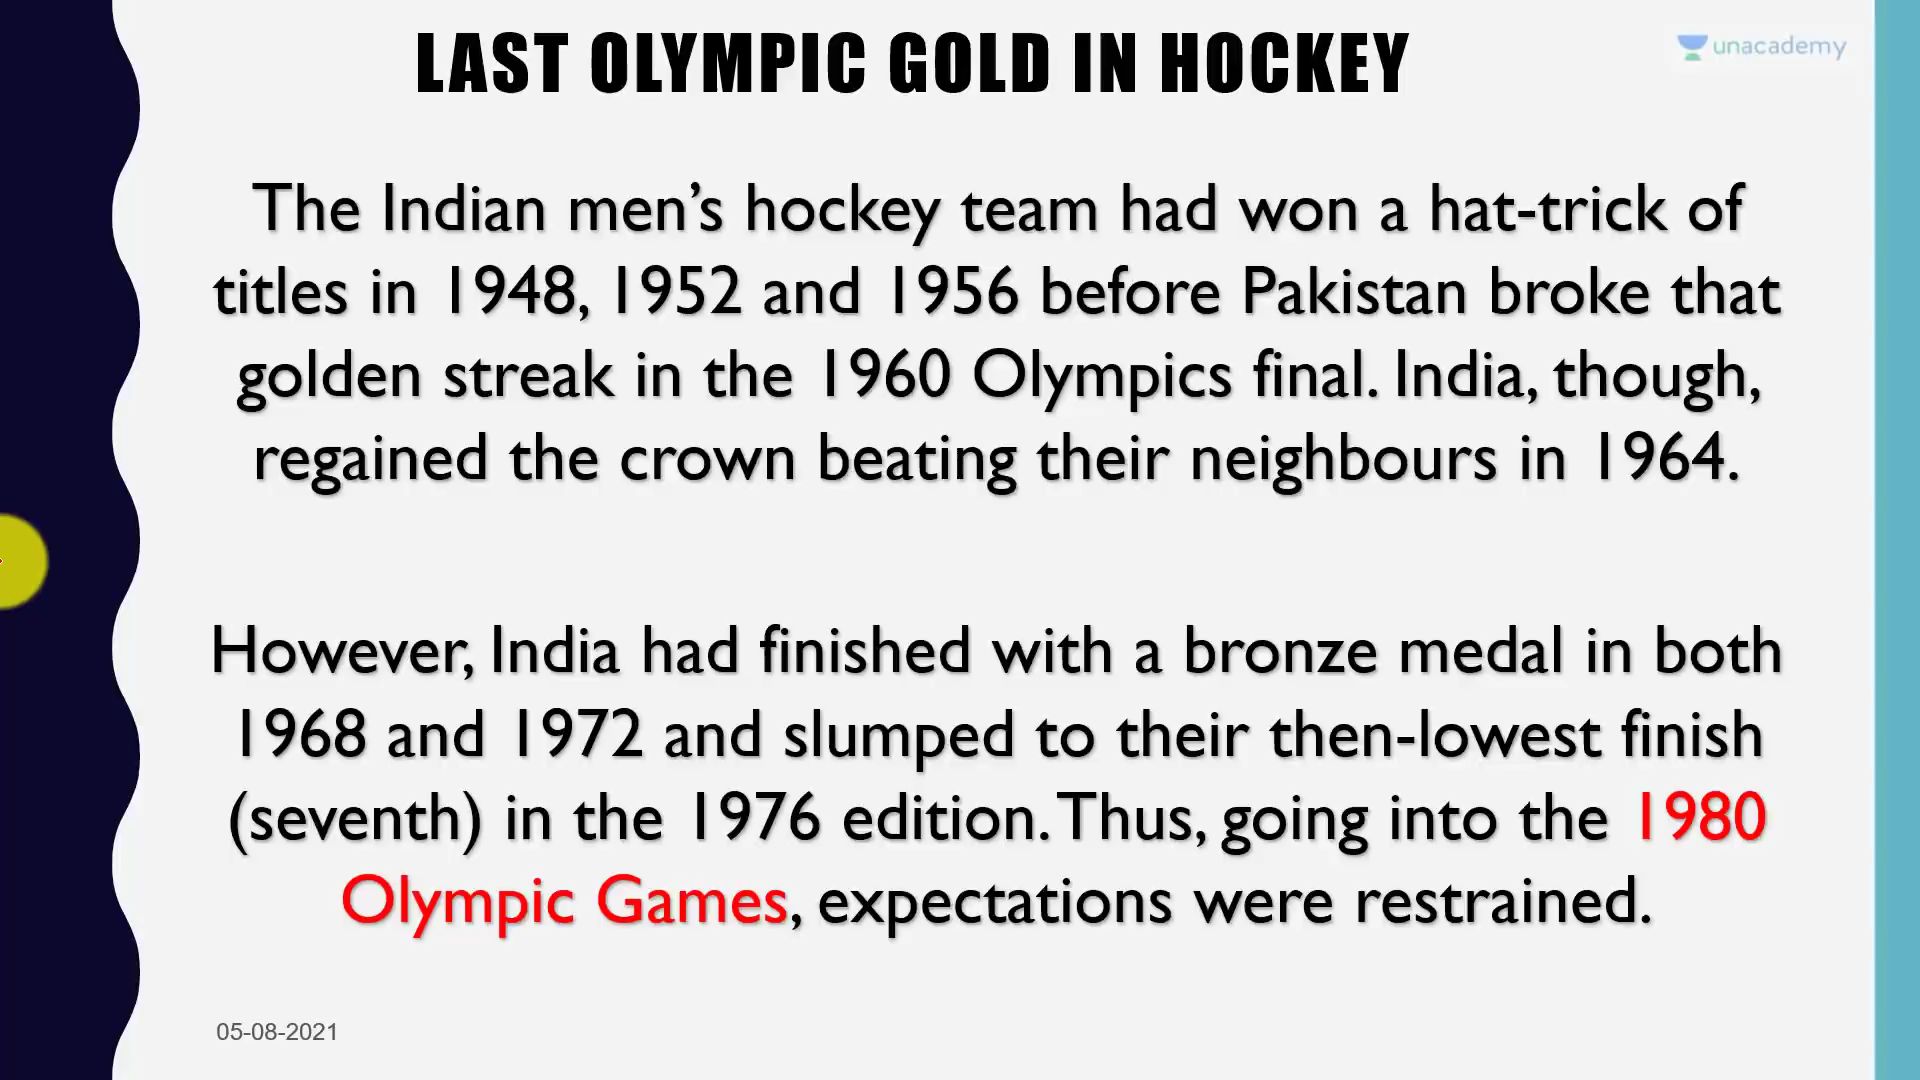 LAST OLYMPIC GOLD IN HOCKEY
unacademy
The Indian men’s hockey team had won a hat-trick of
titles in 1948, 1952 and 1956 before Pakistan broke that
golden streak in the 1960 Olympics final. India, though,
regained the crown beating their neighbours in 1964.
However, India had finished with a bronze medal in both
1968 and 1972 and slumped to their then-lowest finish
(seventh) in the 1976 edition. Thus, going into the 1980
Olympic Games, expectations were restrained.
05-08-2021